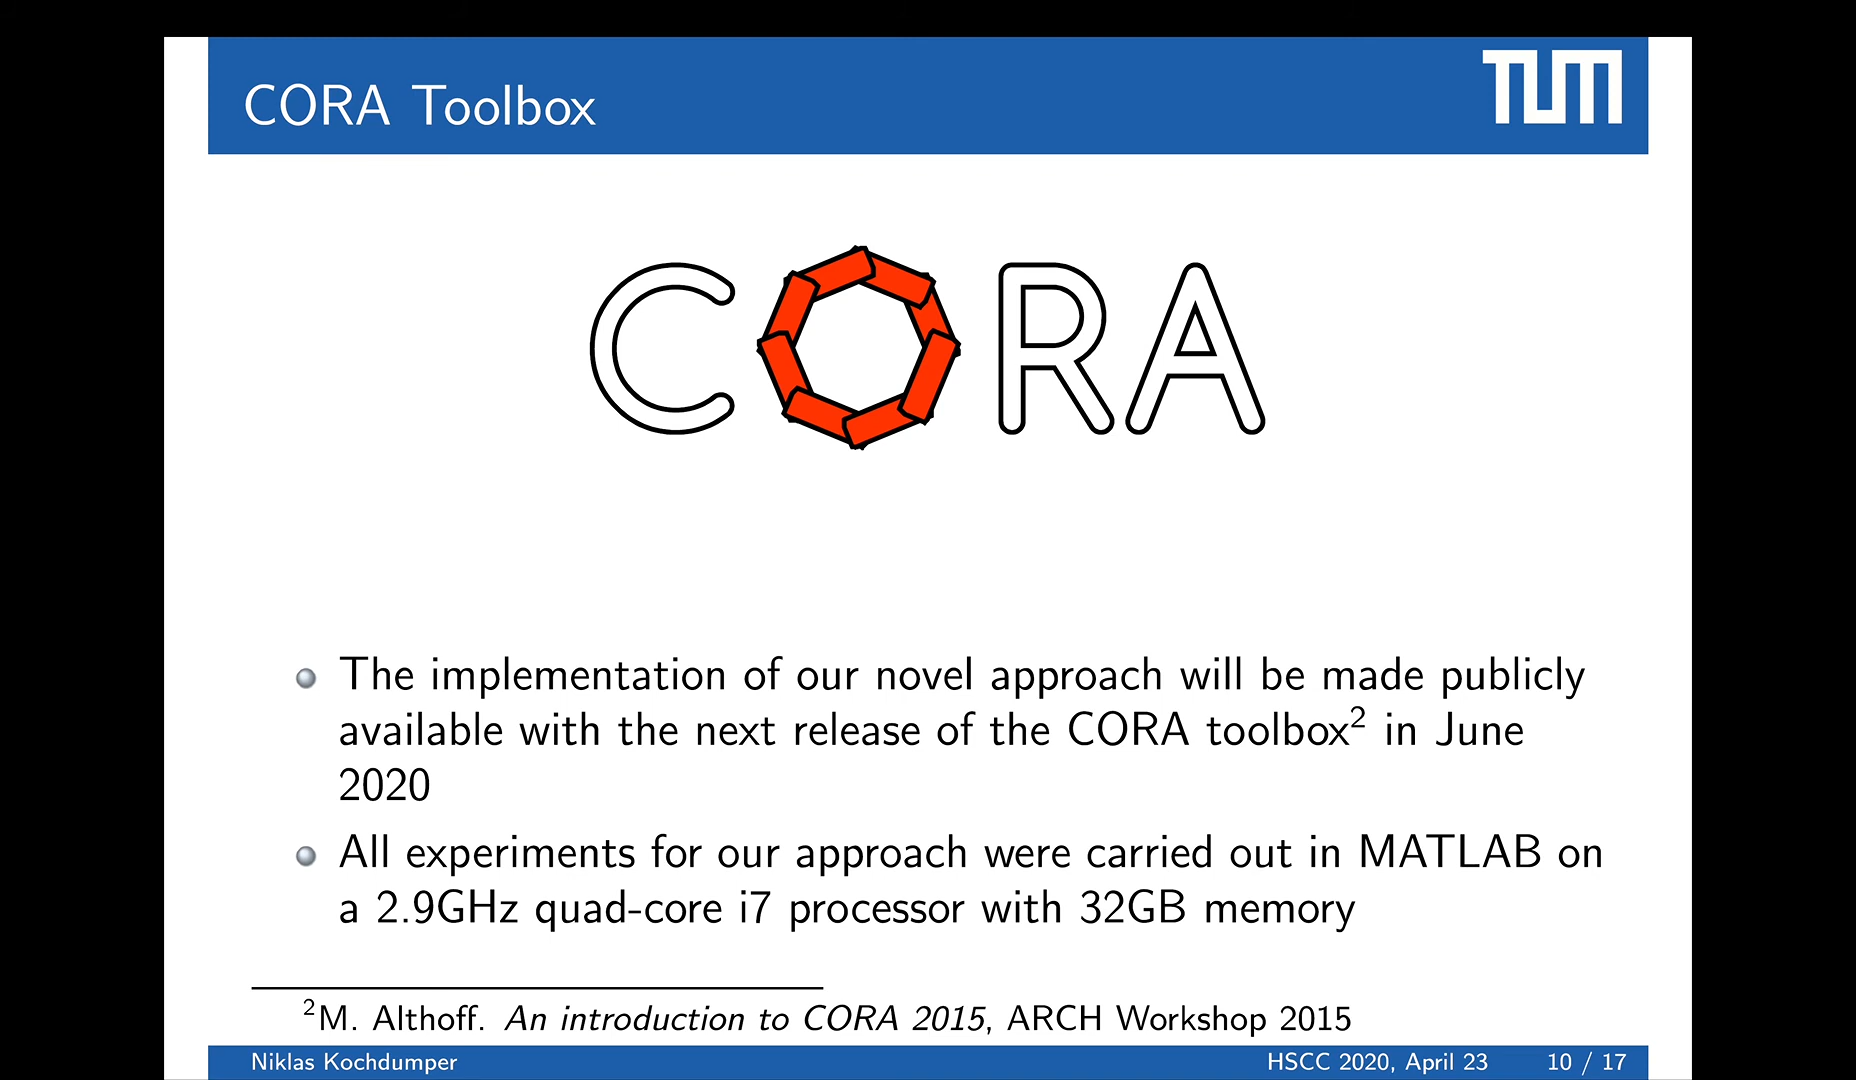 CORA Toolbox
TUM
CORA
The implementation of our novel approach will be made publicly
available with the next release of the CORA toolbox² in June
2020
All experiments for our approach were carried out in MATLAB on
a 2.9GHz quad-core i7 processor with 32GB memory
²M. Althoff. An introduction to CORA 2015, ARCH Workshop 2015
Niklas Kochdumper HSCC 2020, April 23 10 / 17